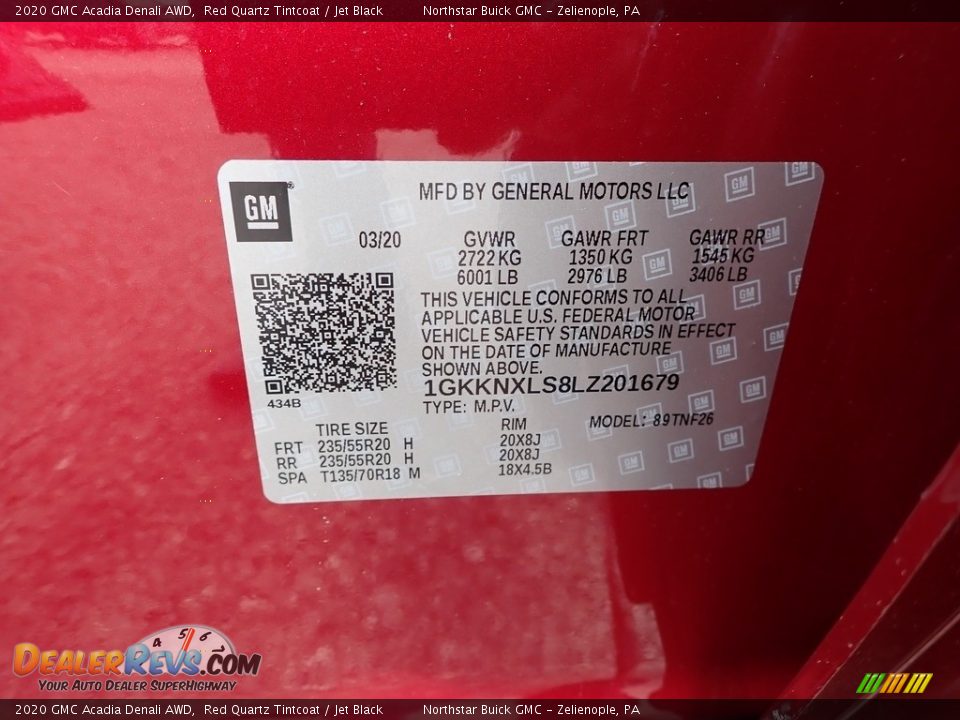 2020 GMC Acadia Denali AWD, Red Quartz Tintcoat / Jet Black Northstar Buick GMC - Zelienople, PA
GM
MFD BY GENERAL MOTORS LLC
03/20 GVWR GAWR FRT GAWR RR
2722 KG 1350 KG 1545 KG
6001 LB 2976 LB 3406 LB
THIS VEHICLE CONFORMS TO ALL
APPLICABLE U.S. FEDERAL MOTOR
VEHICLE SAFETY STANDARDS IN EFFECT
ON THE DATE OF MANUFACTURE
SHOWN ABOVE.
1GKKNXLS8LZ201679
434B
TYPE: M.P.V. MODEL: 89TNF26
TIRE SIZE RIM
FRT 235/55R20 H 20X8J
RR 235/55R20 H 20X8J
SPA T135/70R18 M 18X4.5B
4 5 6
DEALERREVS.COM
YOUR AUTO DEALER SUPERHIGHWAY
2020 GMC Acadia Denali AWD, Red Quartz Tintcoat / Jet Black Northstar Buick GMC - Zelienople, PA